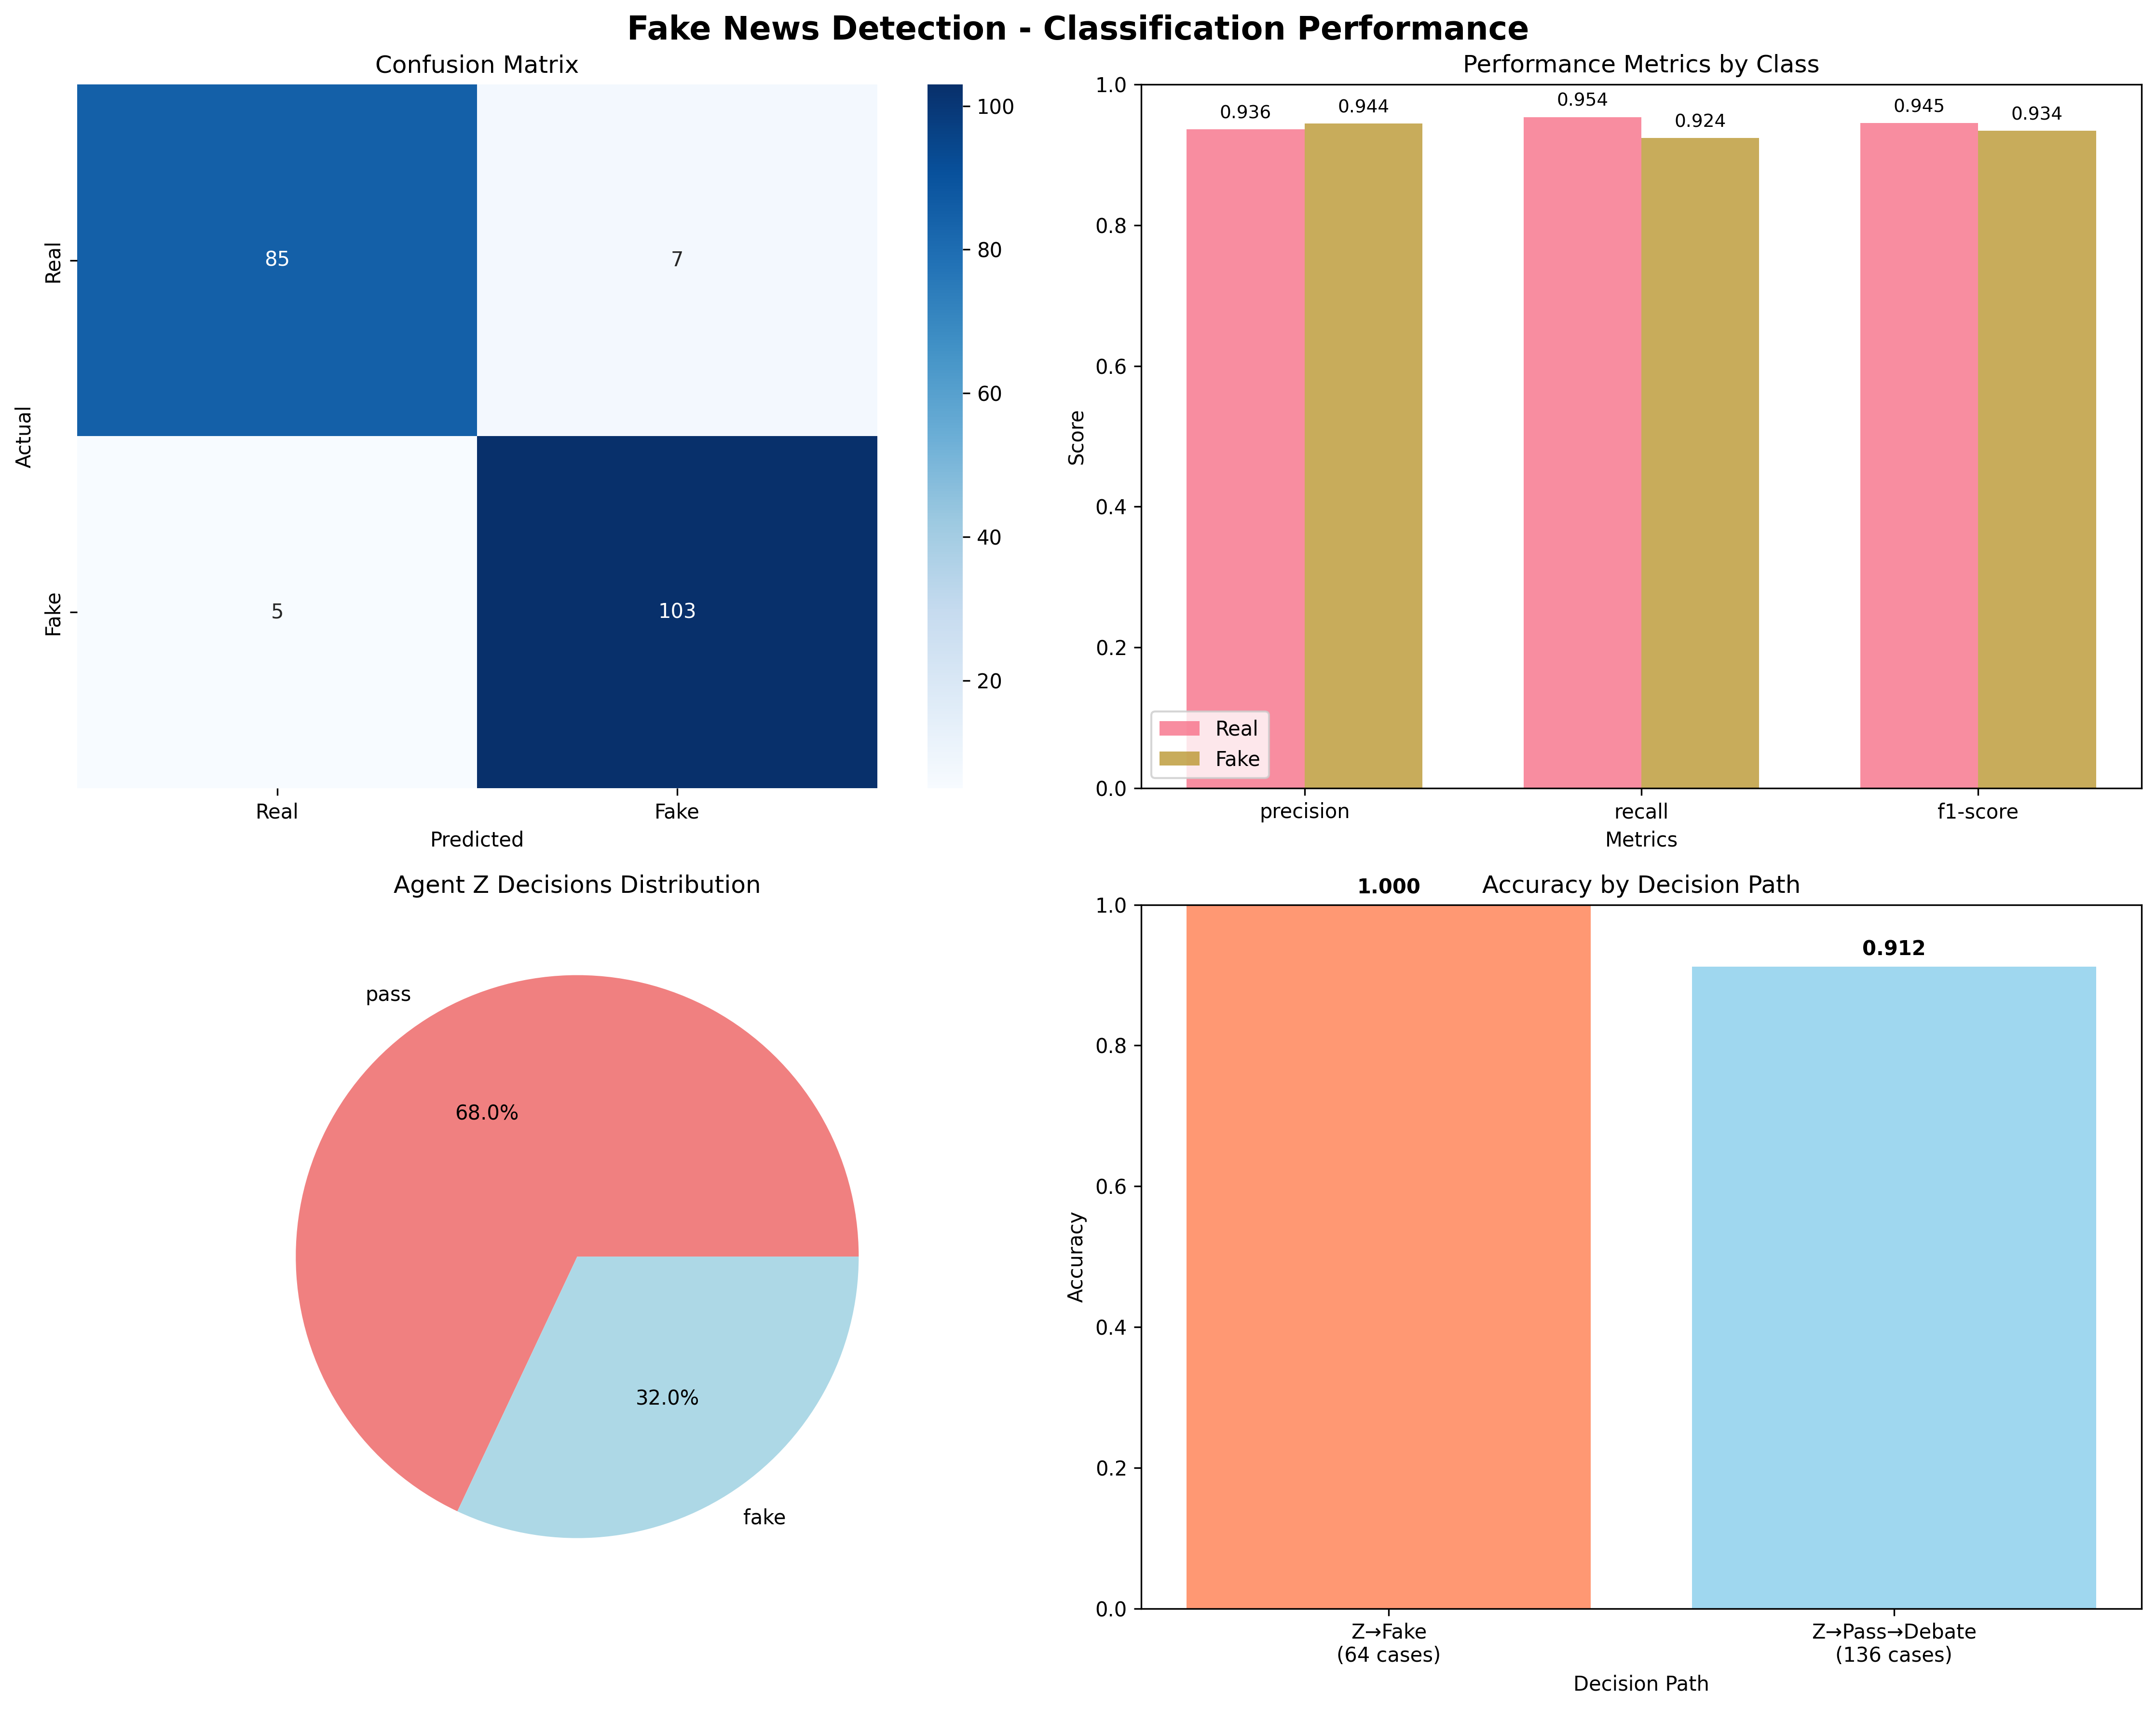 Fake News Detection - Classification Performance
Confusion Matrix
Actual
Real
Fake
85
7
5
103
Real
Fake
Predicted
100
80
60
40
20
Performance Metrics by Class
Score
1.0
0.8
0.6
0.4
0.2
0.0
0.936
0.944
0.954
0.924
0.945
0.934
Real
Fake
precision
recall
f1-score
Metrics
Agent Z Decisions Distribution
pass
68.0%
32.0%
fake
Accuracy by Decision Path
Accuracy
1.0
0.8
0.6
0.4
0.2
0.0
1.000
0.912
Z→Fake
(64 cases)
Z→Pass→Debate
(136 cases)
Decision Path